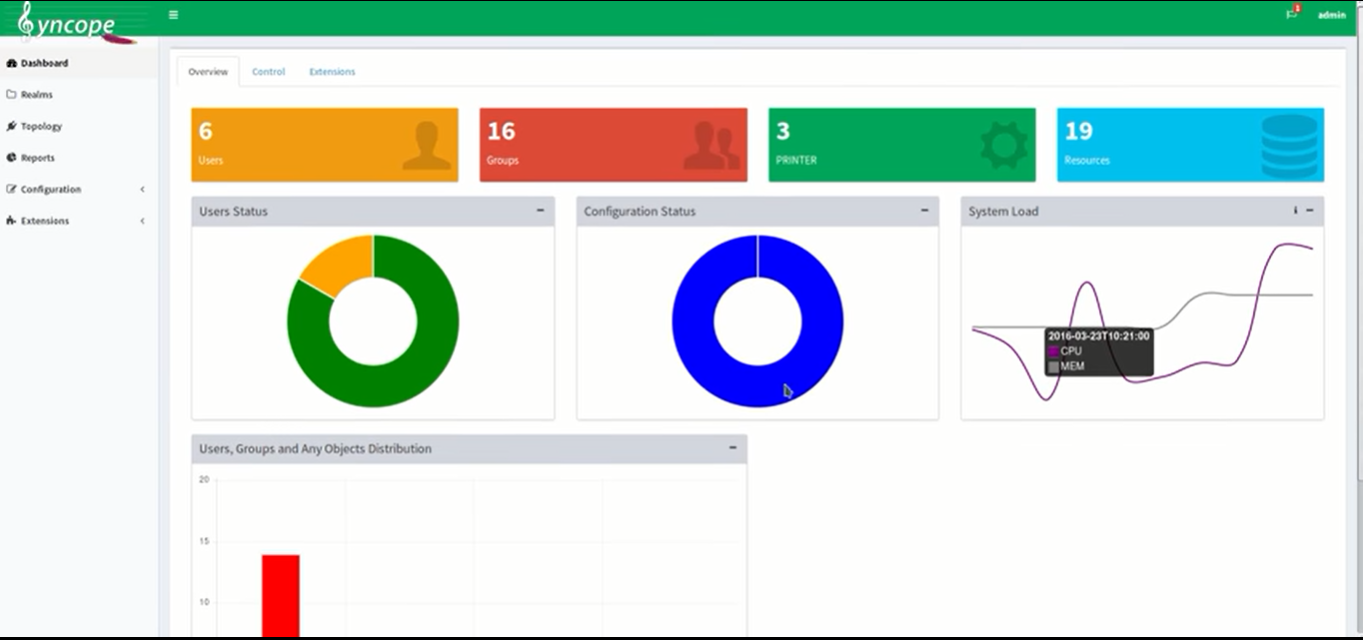 Syncope
1
admin
Dashboard
Realms
Topology
Reports
Configuration
Extensions
Overview Control Extensions
6
Users
16
Groups
3
PRINTER
19
Resources
Users Status
Configuration Status
System Load
2016-03-23T10:21:00
CPU
MEM
Users, Groups and Any Objects Distribution
20
15
10